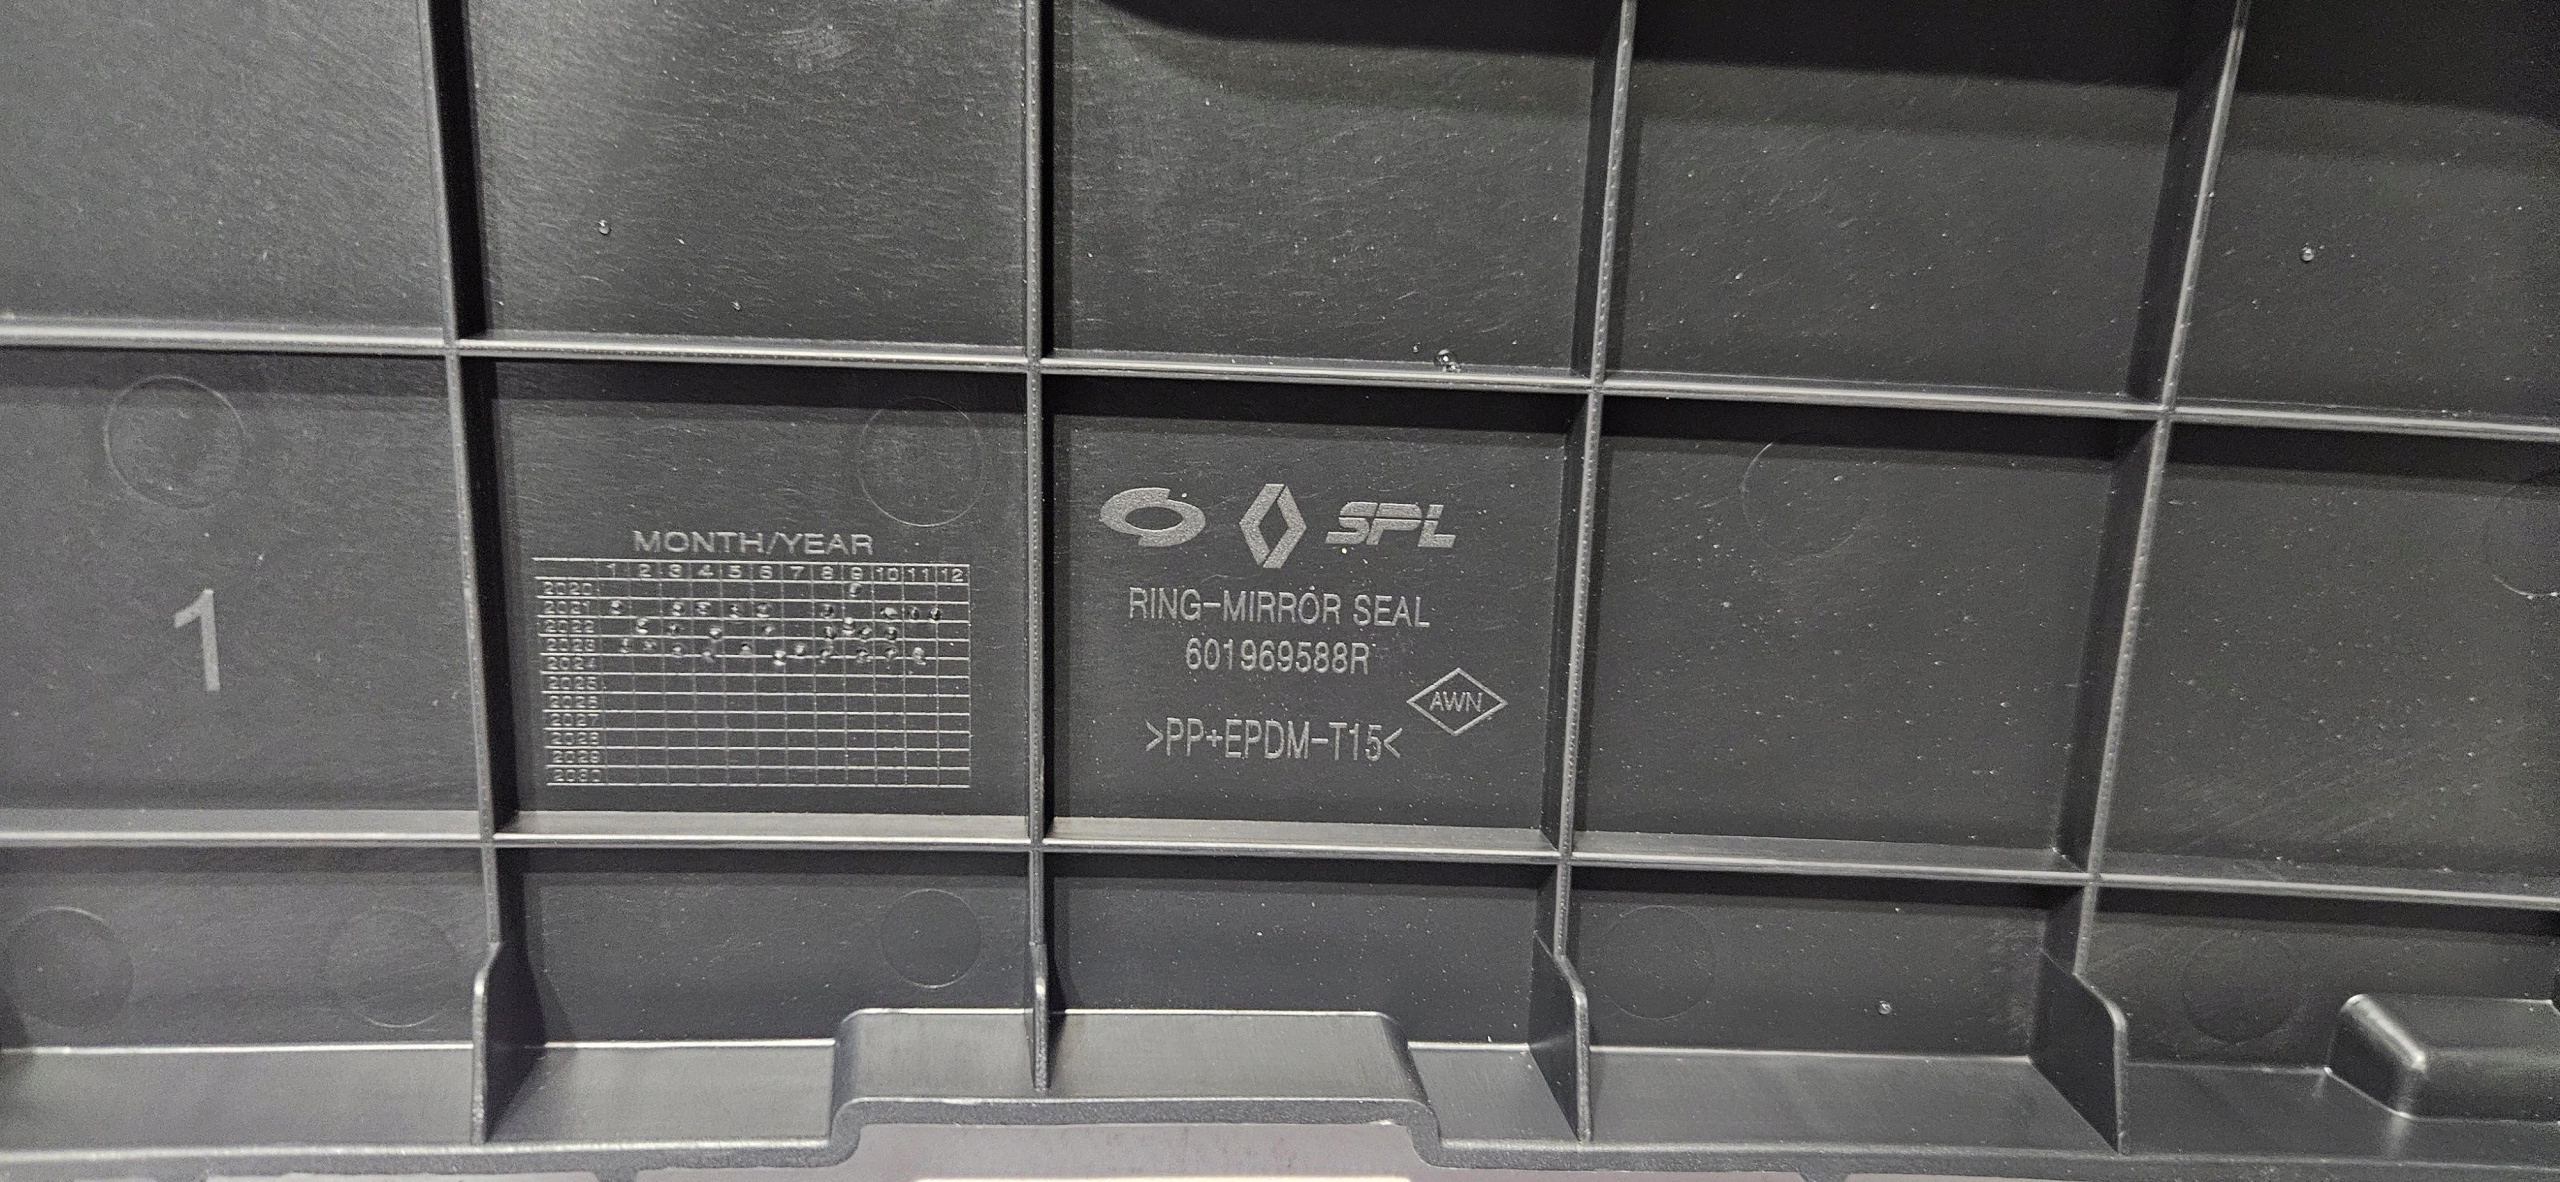 1
MONTH/YEAR
1 2 3 4 5 6 7 8 9 10 11 12
2020
2021
2022
2023
2024
2025
2026
2027
2028
2029
2030
SPL
RING-MIRROR SEAL
601969588R
AWN
>PP+EPDM-T15<